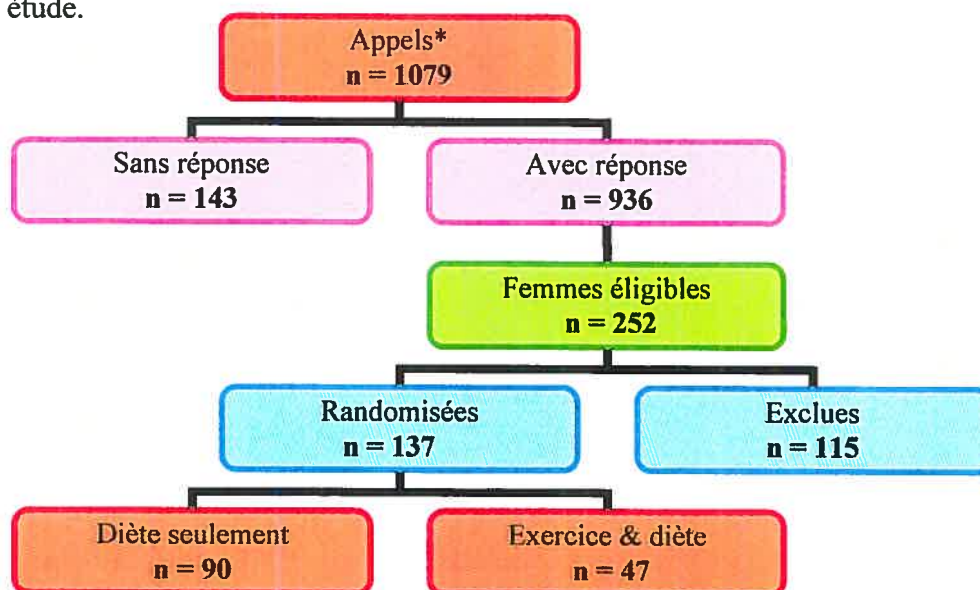 étude.
Appels*
n = 1079
Sans réponse
n = 143
Avec réponse
n = 936
Femmes éligibles
n = 252
Randomisées
n = 137
Exclues
n = 115
Diète seulement
n = 90
Exercice & diète
n = 47